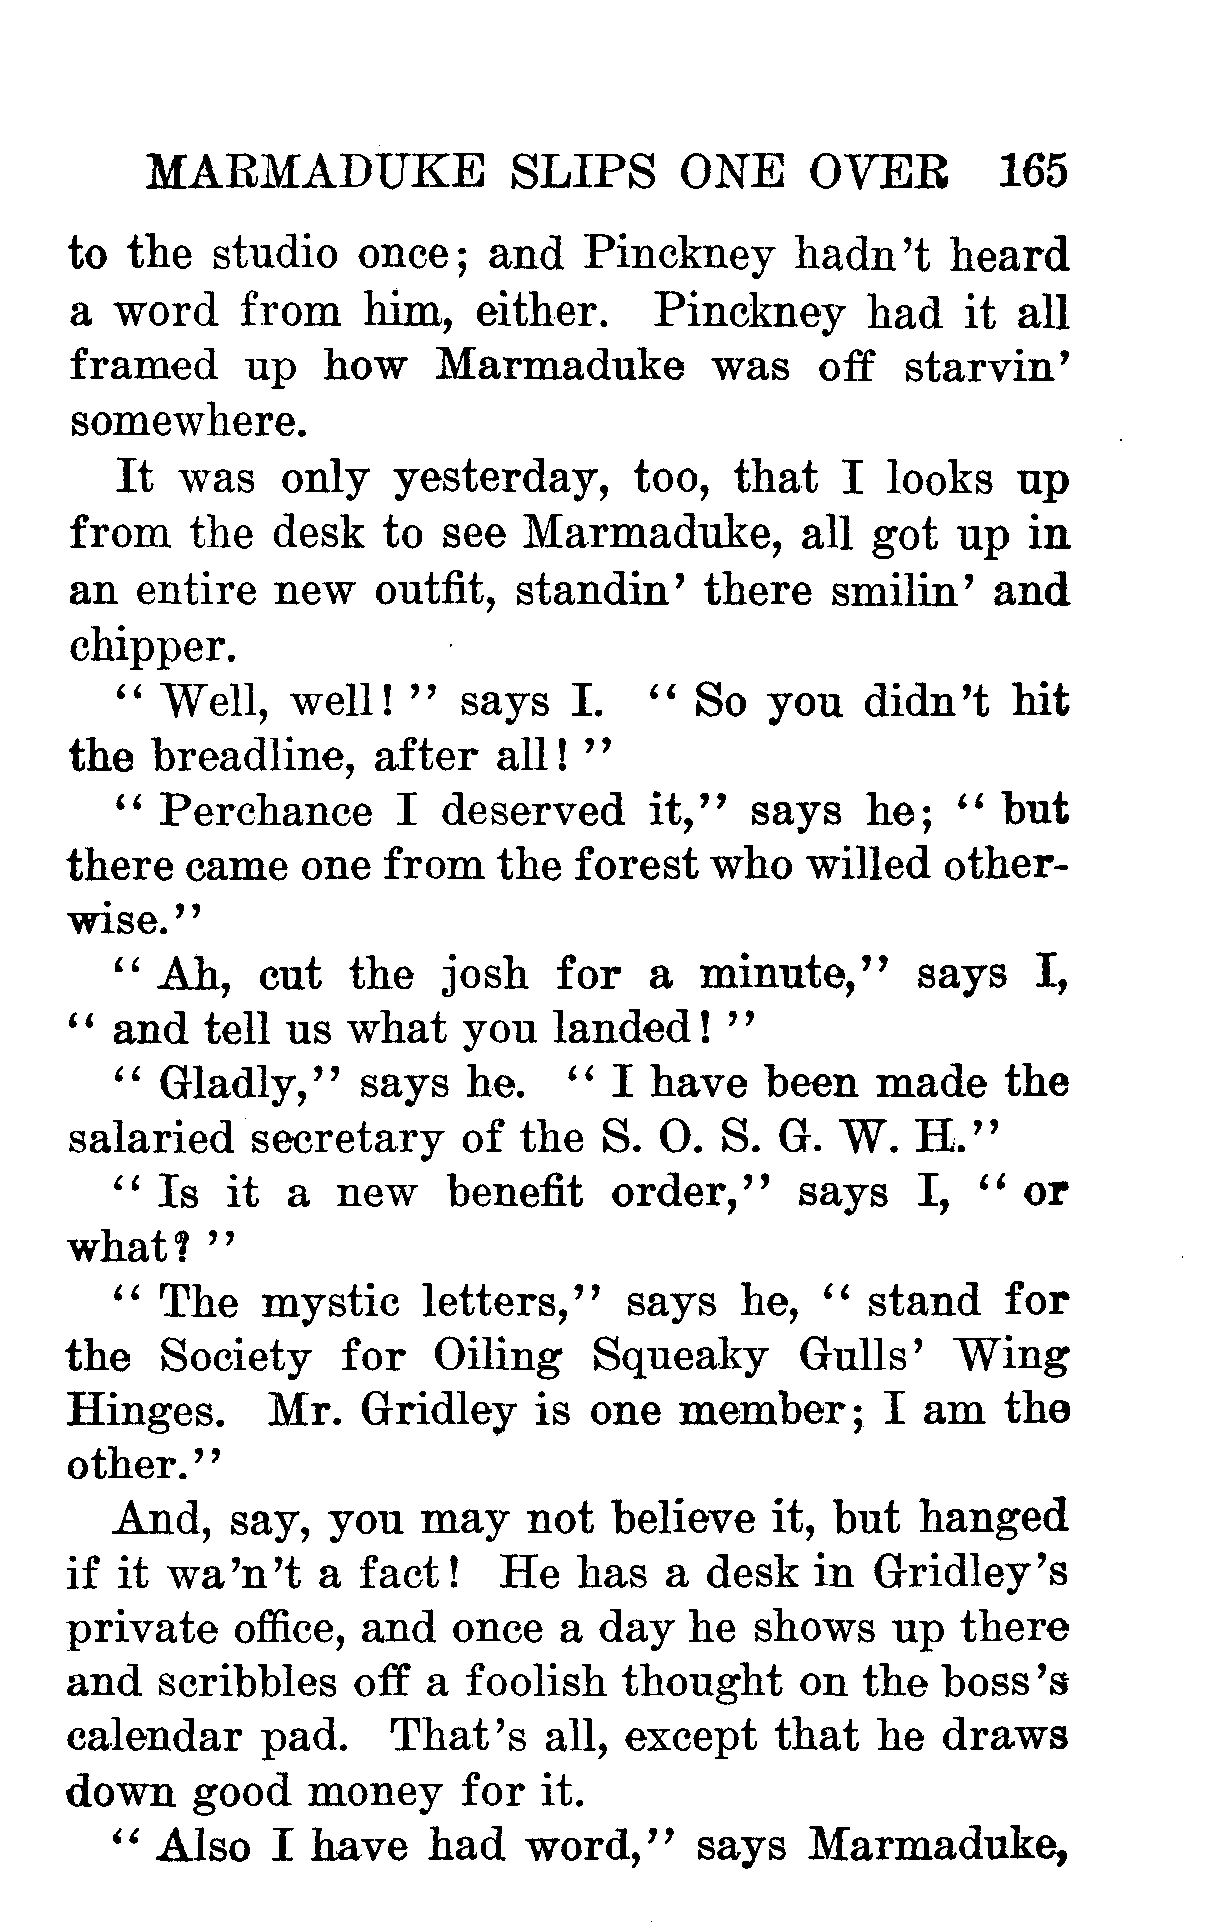 MARMADUKE SLIPS ONE OVER 165
to the studio once; and Pinckney hadn't heard
a word from him, either. Pinckney had it all
framed up how Marmaduke was off starvin'
somewhere.
It was only yesterday, too, that I looks up
from the desk to see Marmaduke, all got up in
an entire new outfit, standin' there smilin' and
chipper.
"Well, well!" says I. "So you didn't hit
the breadline, after all!"
"Perchance I deserved it," says he; "but
there came one from the forest who willed other-
wise."
"Ah, cut the josh for a minute," says I,
"and tell us what you landed!"
"Gladly," says he. "I have been made the
salaried secretary of the S. O. S. G. W. H."
"Is it a new benefit order," says I, "or
what?"
"The mystic letters," says he, "stand for
the Society for Oiling Squeaky Gulls' Wing
Hinges. Mr. Gridley is one member; I am the
other."
And, say, you may not believe it, but hanged
if it wa'n't a fact! He has a desk in Gridley's
private office, and once a day he shows up there
and scribbles off a foolish thought on the boss's
calendar pad. That's all, except that he draws
down good money for it.
"Also I have had word," says Marmaduke,